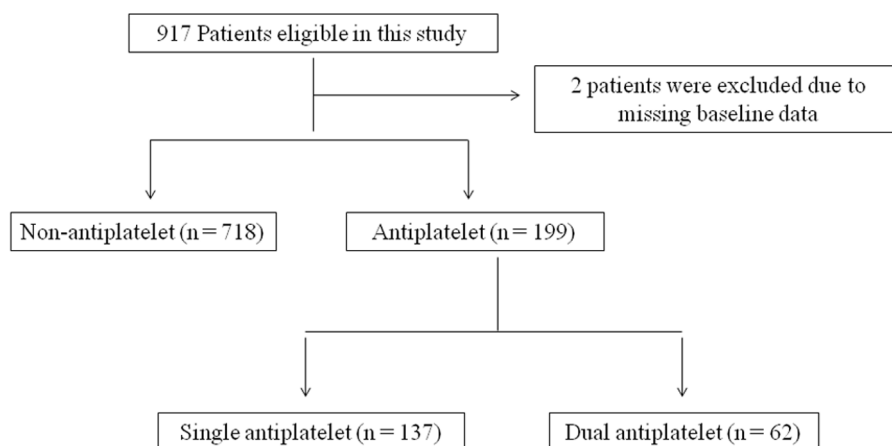 917 Patients eligible in this study
2 patients were excluded due to
missing baseline data
Non-antiplatelet (n = 718)
Antiplatelet (n = 199)
Single antiplatelet (n = 137)
Dual antiplatelet (n = 62)